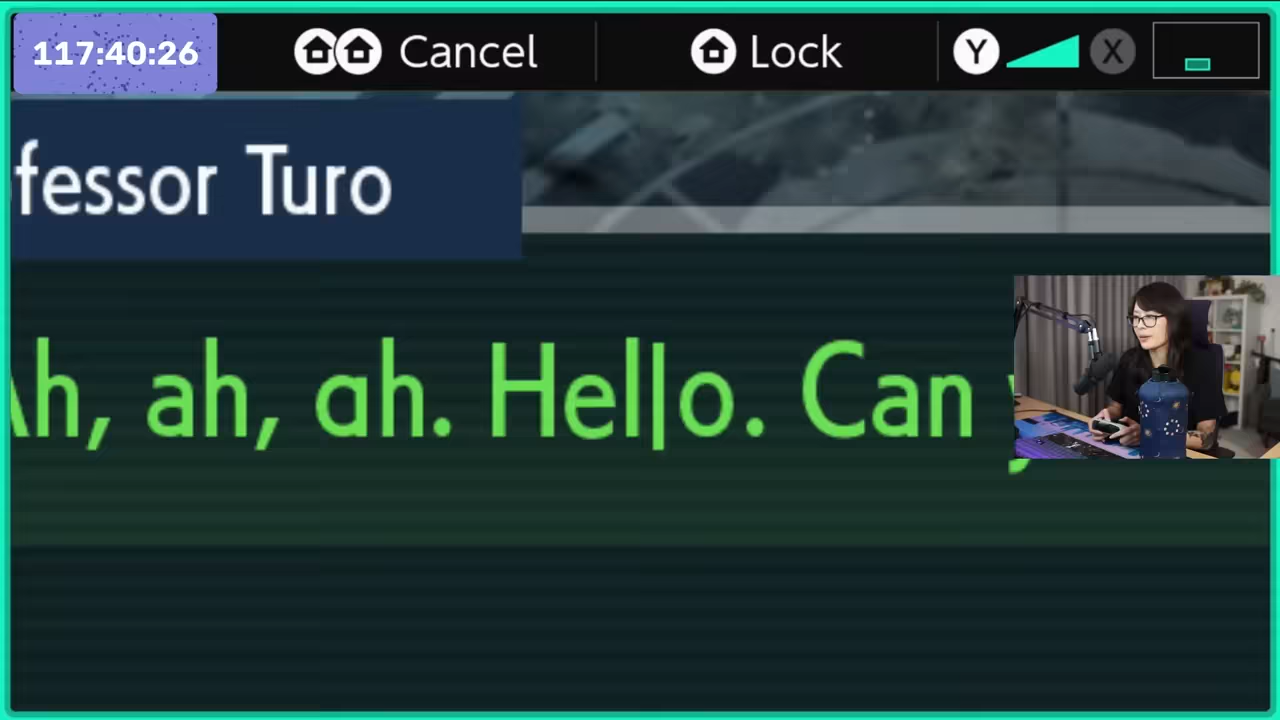 117:40:26
Cancel
Lock
Y
X
fessor Turo
h, ah, ah. Hello. Can y